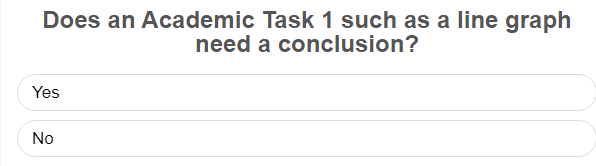 Does an Academic Task 1 such as a line graph
need a conclusion?
Yes
No